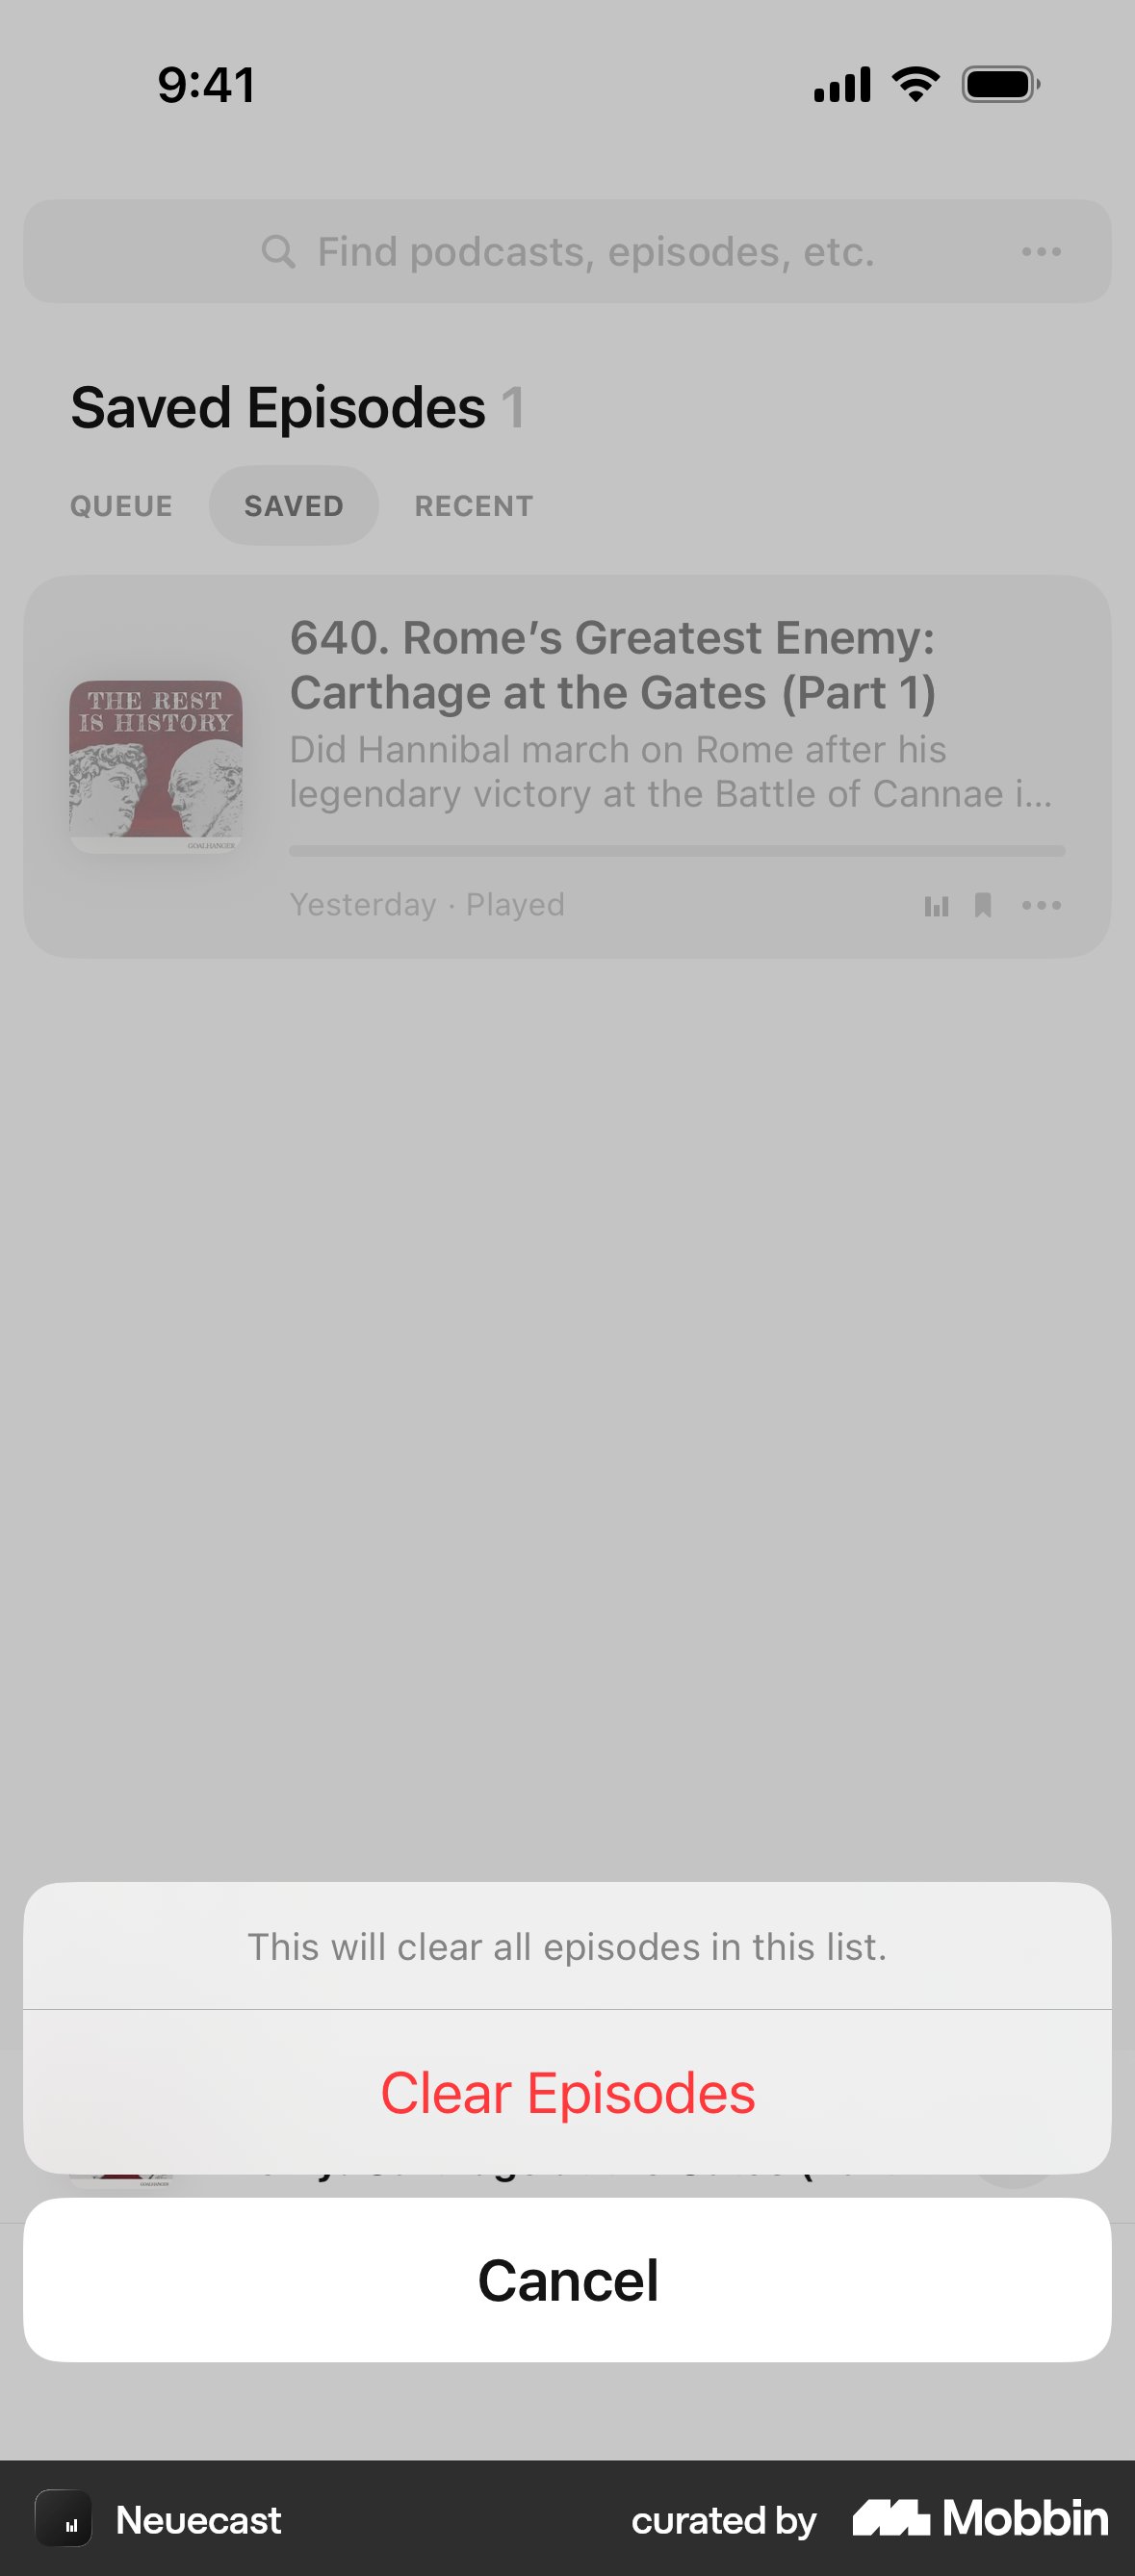 9:41
Find podcasts, episodes, etc.
Saved Episodes 1
QUEUE SAVED RECENT
THE REST
IS HISTORY
GOALHANGER
640. Rome’s Greatest Enemy:
Carthage at the Gates (Part 1)
Did Hannibal march on Rome after his
legendary victory at the Battle of Cannae i...
Yesterday · Played
This will clear all episodes in this list.
Clear Episodes
Cancel
Neuecast
curated by Mobbin